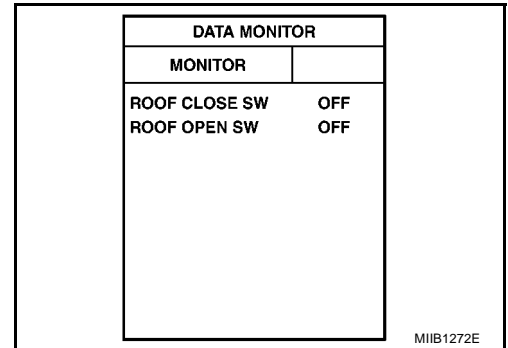 DATA MONITOR
MONITOR
ROOF CLOSE SW OFF
ROOF OPEN SW OFF
MIIB1272E